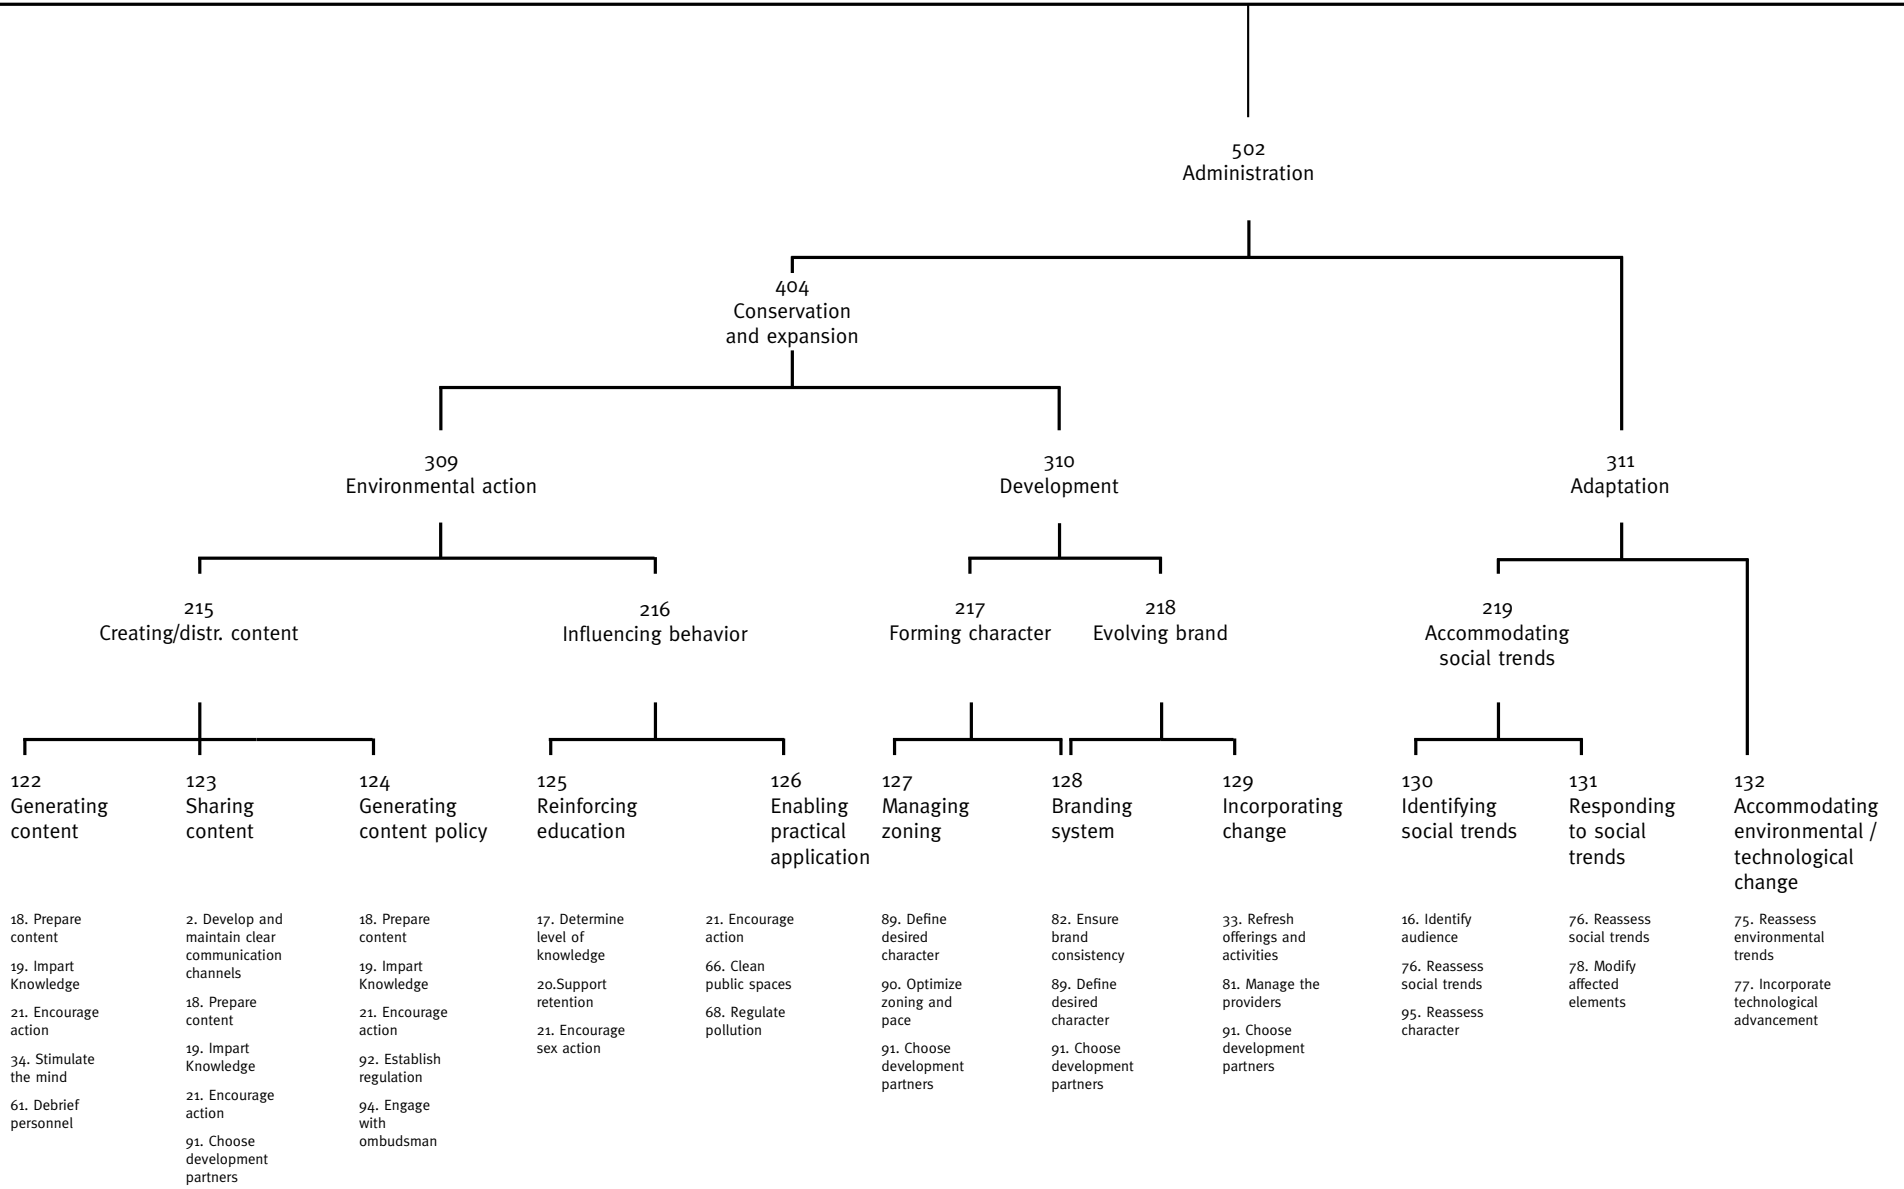 502
Administration
404
Conservation
and expansion
309
Environmental action
310
Development
311
Adaptation
215
Creating/distr. content
216
Influencing behavior
217
Forming character
218
Evolving brand
219
Accommodating
social trends
122
Generating
content
123
Sharing
content
124
Generating
content policy
125
Reinforcing
education
126
Enabling
practical
application
127
Managing
zoning
128
Branding
system
129
Incorporating
change
130
Identifying
social trends
131
Responding
to social
trends
132
Accommodating
environmental /
technological
change
18. Prepare
content
19. Impart
Knowledge
21. Encourage
action
34. Stimulate
the mind
61. Debrief
personnel
2. Develop and
maintain clear
communication
channels
18. Prepare
content
19. Impart
Knowledge
21. Encourage
action
91. Choose
development
partners
18. Prepare
content
19. Impart
Knowledge
21. Encourage
action
92. Establish
regulation
94. Engage
with
ombudsman
17. Determine
level of
knowledge
20.Support
retention
21. Encourage
sex action
21. Encourage
action
66. Clean
public spaces
68. Regulate
pollution
89. Define
desired
character
90. Optimize
zoning and
pace
91. Choose
development
partners
82. Ensure
brand
consistency
89. Define
desired
character
91. Choose
development
partners
33. Refresh
offerings and
activities
81. Manage the
providers
91. Choose
development
partners
16. Identify
audience
76. Reassess
social trends
95. Reassess
character
76. Reassess
social trends
78. Modify
affected
elements
75. Reassess
environmental
trends
77. Incorporate
technological
advancement